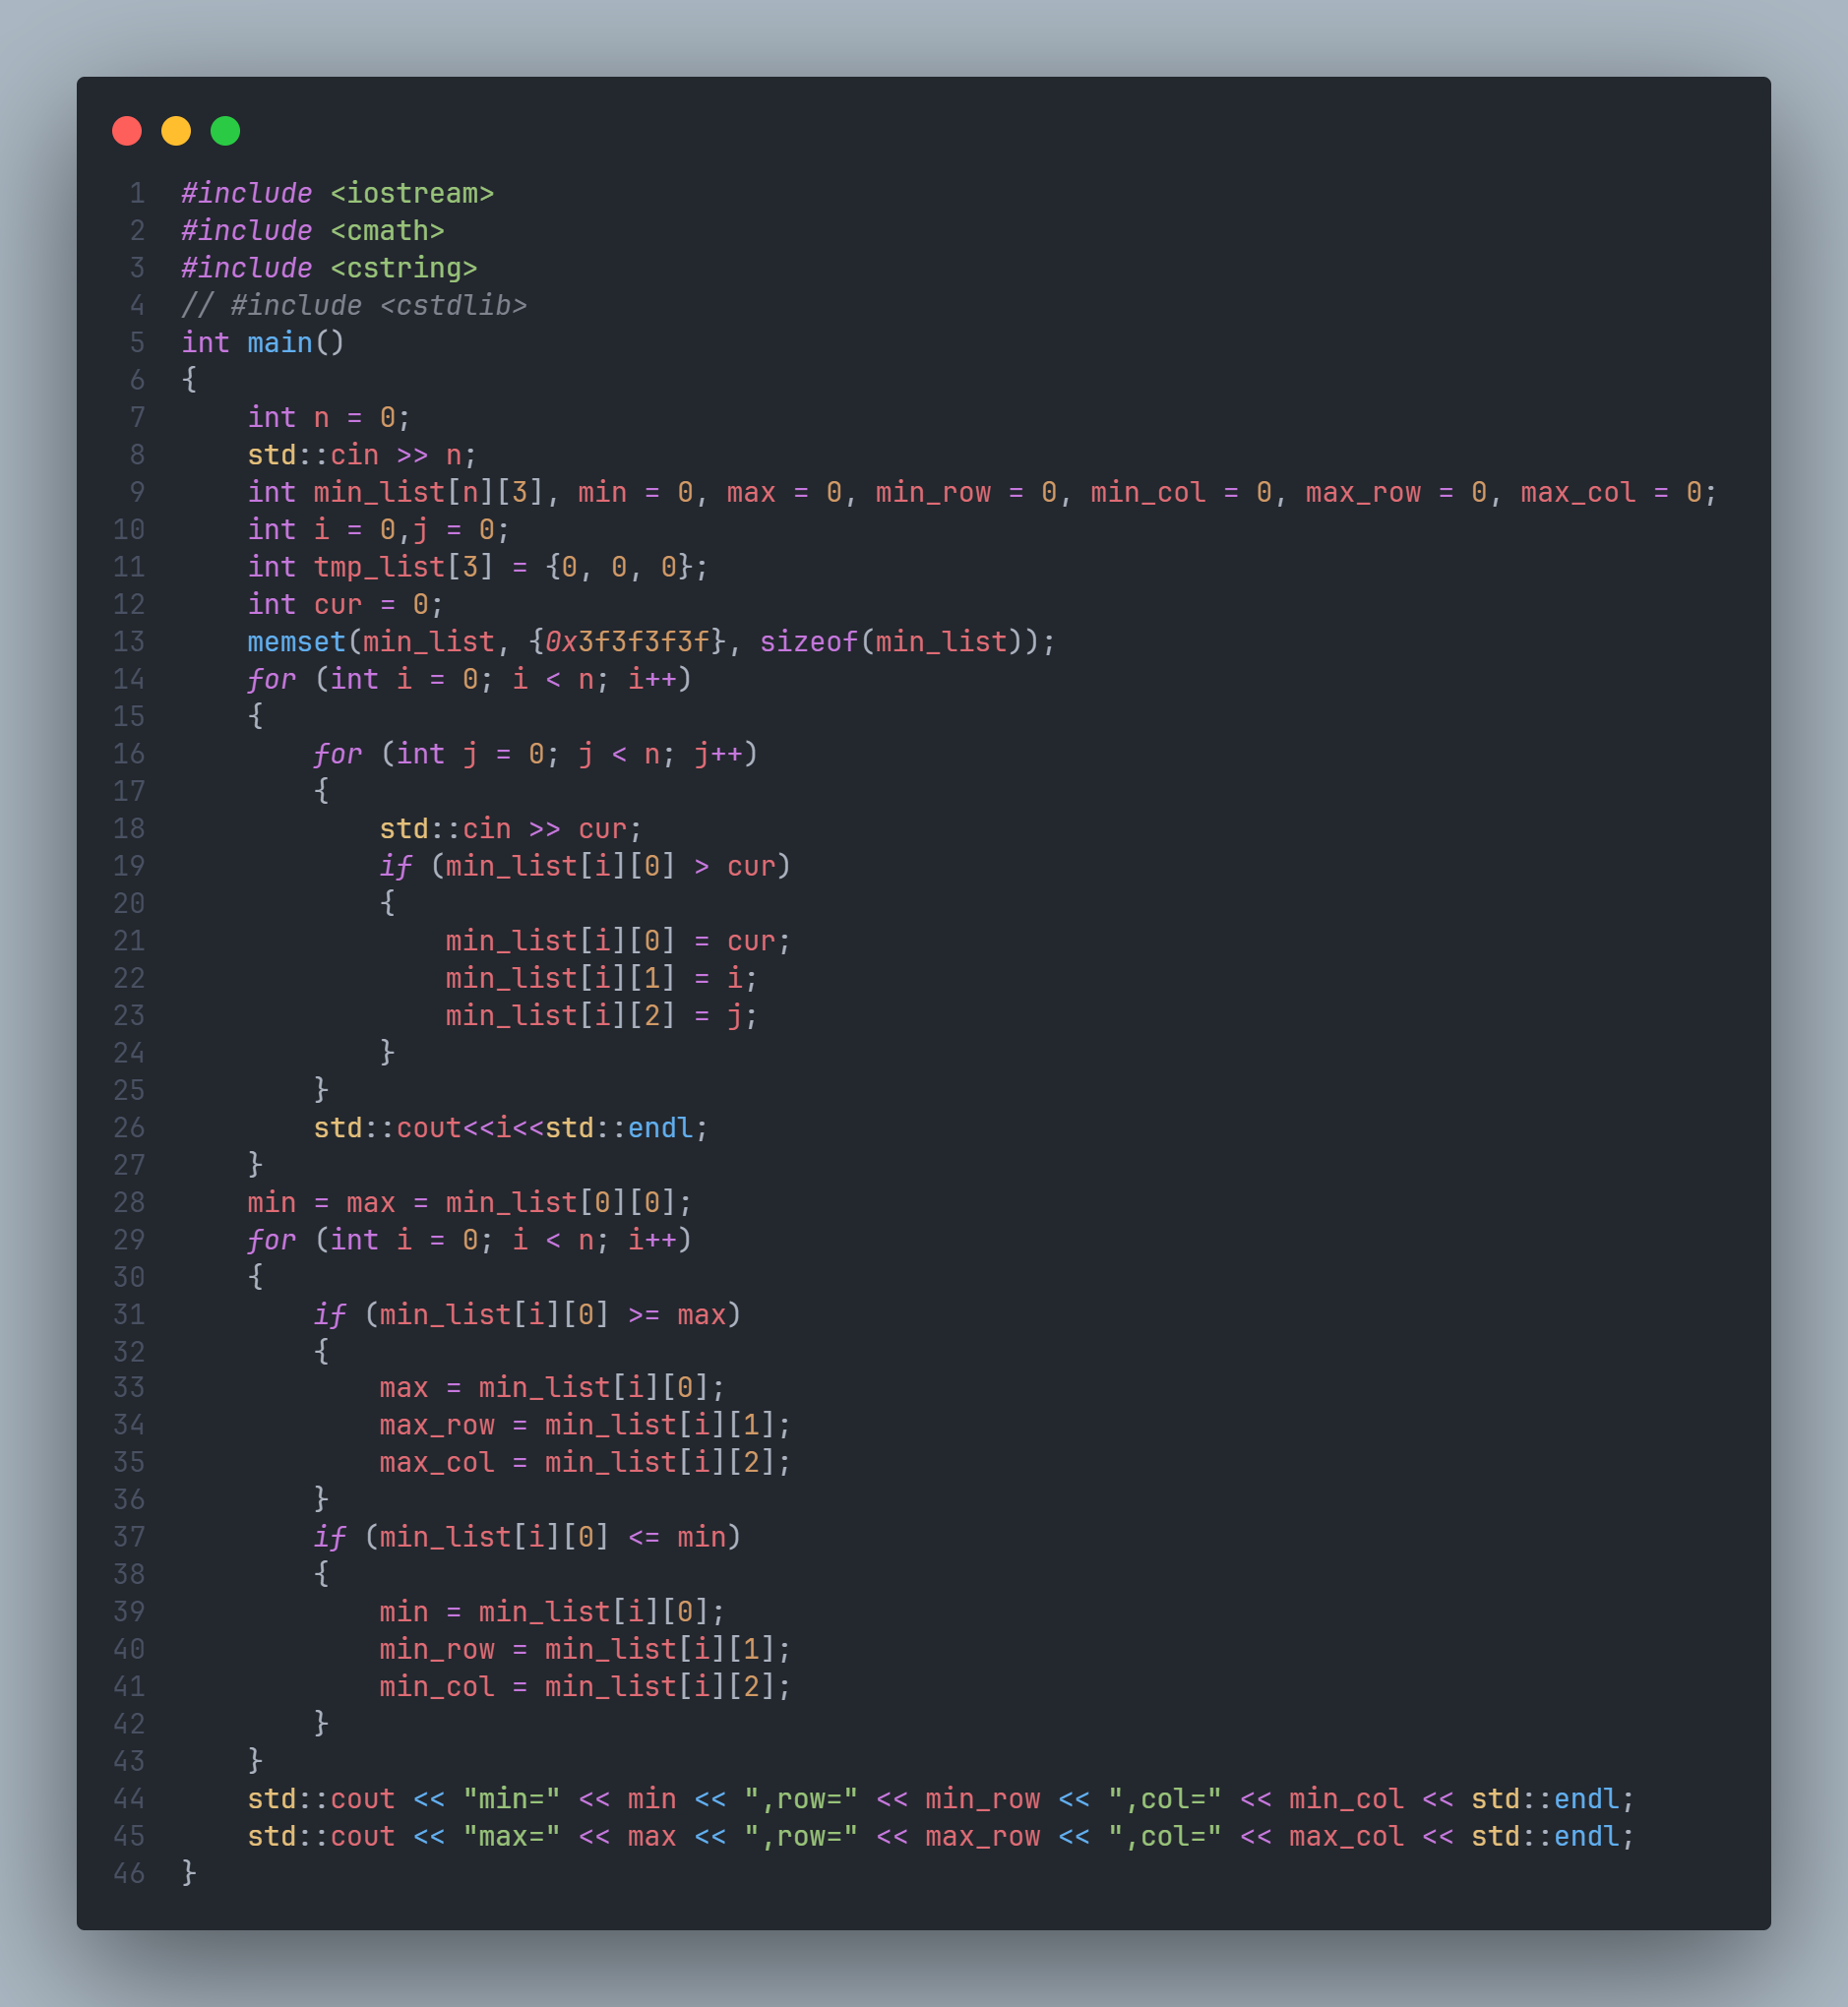 1 #include <iostream>
2 #include <cmath>
3 #include <cstring>
4 // #include <cstdlib>
5 int main()
6 {
7     int n = 0;
8     std::cin >> n;
9     int min_list[n][3], min = 0, max = 0, min_row = 0, min_col = 0, max_row = 0, max_col = 0;
10     int i = 0,j = 0;
11     int tmp_list[3] = {0, 0, 0};
12     int cur = 0;
13     memset(min_list, {0x3f3f3f3f}, sizeof(min_list));
14     for (int i = 0; i < n; i++)
15     {
16         for (int j = 0; j < n; j++)
17         {
18             std::cin >> cur;
19             if (min_list[i][0] > cur)
20             {
21                 min_list[i][0] = cur;
22                 min_list[i][1] = i;
23                 min_list[i][2] = j;
24             }
25         }
26         std::cout<<i<<std::endl;
27     }
28     min = max = min_list[0][0];
29     for (int i = 0; i < n; i++)
30     {
31         if (min_list[i][0] >= max)
32         {
33             max = min_list[i][0];
34             max_row = min_list[i][1];
35             max_col = min_list[i][2];
36         }
37         if (min_list[i][0] <= min)
38         {
39             min = min_list[i][0];
40             min_row = min_list[i][1];
41             min_col = min_list[i][2];
42         }
43     }
44     std::cout << "min=" << min << ",row=" << min_row << ",col=" << min_col << std::endl;
45     std::cout << "max=" << max << ",row=" << max_row << ",col=" << max_col << std::endl;
46 }